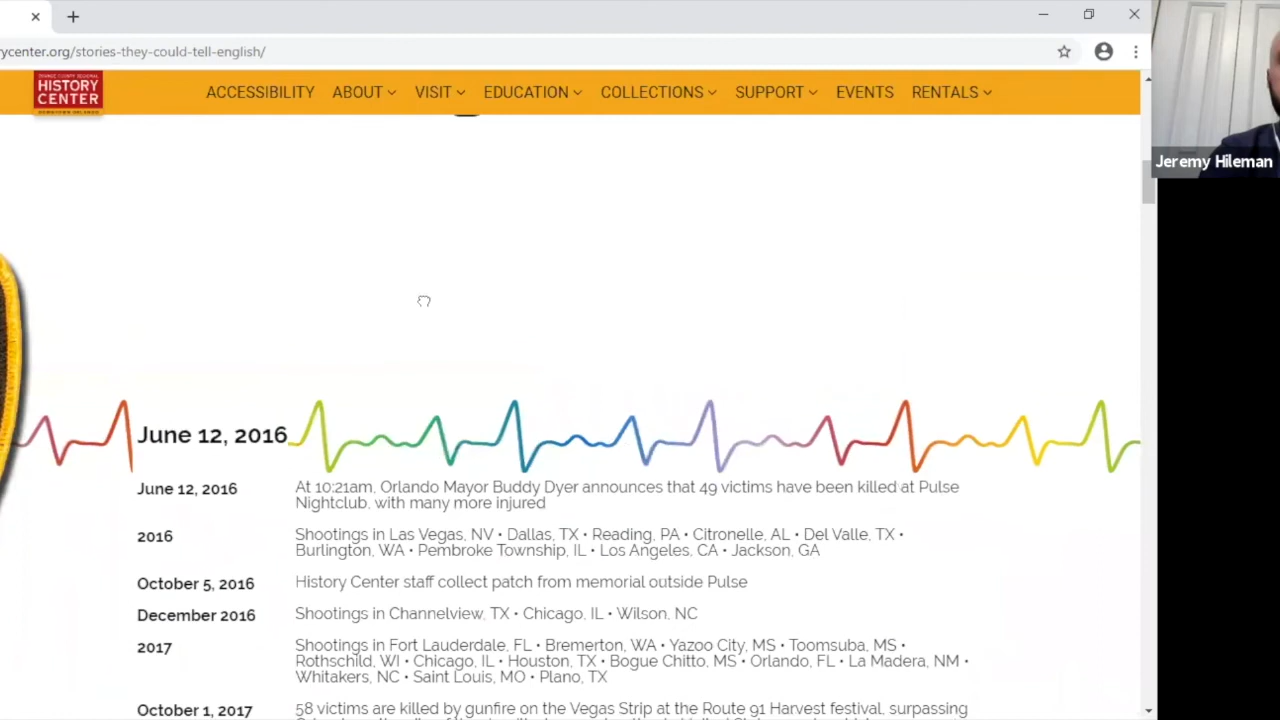 ycenter.org/stories-they-could-tell-english/
HISTORY
CENTER
ACCESSIBILITY ABOUT VISIT EDUCATION COLLECTIONS SUPPORT EVENTS RENTALS
Jeremy Hileman
June 12, 2016
June 12, 2016 At 10:21am, Orlando Mayor Buddy Dyer announces that 49 victims have been killed at Pulse
Nightclub, with many more injured
2016 Shootings in Las Vegas, NV • Dallas, TX • Reading, PA • Citronelle, AL • Del Valle, TX •
Burlington, WA • Pembroke Township, IL • Los Angeles, CA • Jackson, GA
October 5, 2016 History Center staff collect patch from memorial outside Pulse
December 2016 Shootings in Channelview, TX • Chicago, IL • Wilson, NC
2017 Shootings in Fort Lauderdale, FL • Bremerton, WA • Yazoo City, MS • Toomsuba, MS •
Rothschild, WI • Chicago, IL • Houston, TX • Bogue Chitto, MS • Orlando, FL • La Madera, NM •
Whitakers, NC • Saint Louis, MO • Plano, TX
October 1, 2017 58 victims are killed by gunfire on the Vegas Strip at the Route 91 Harvest festival, surpassing